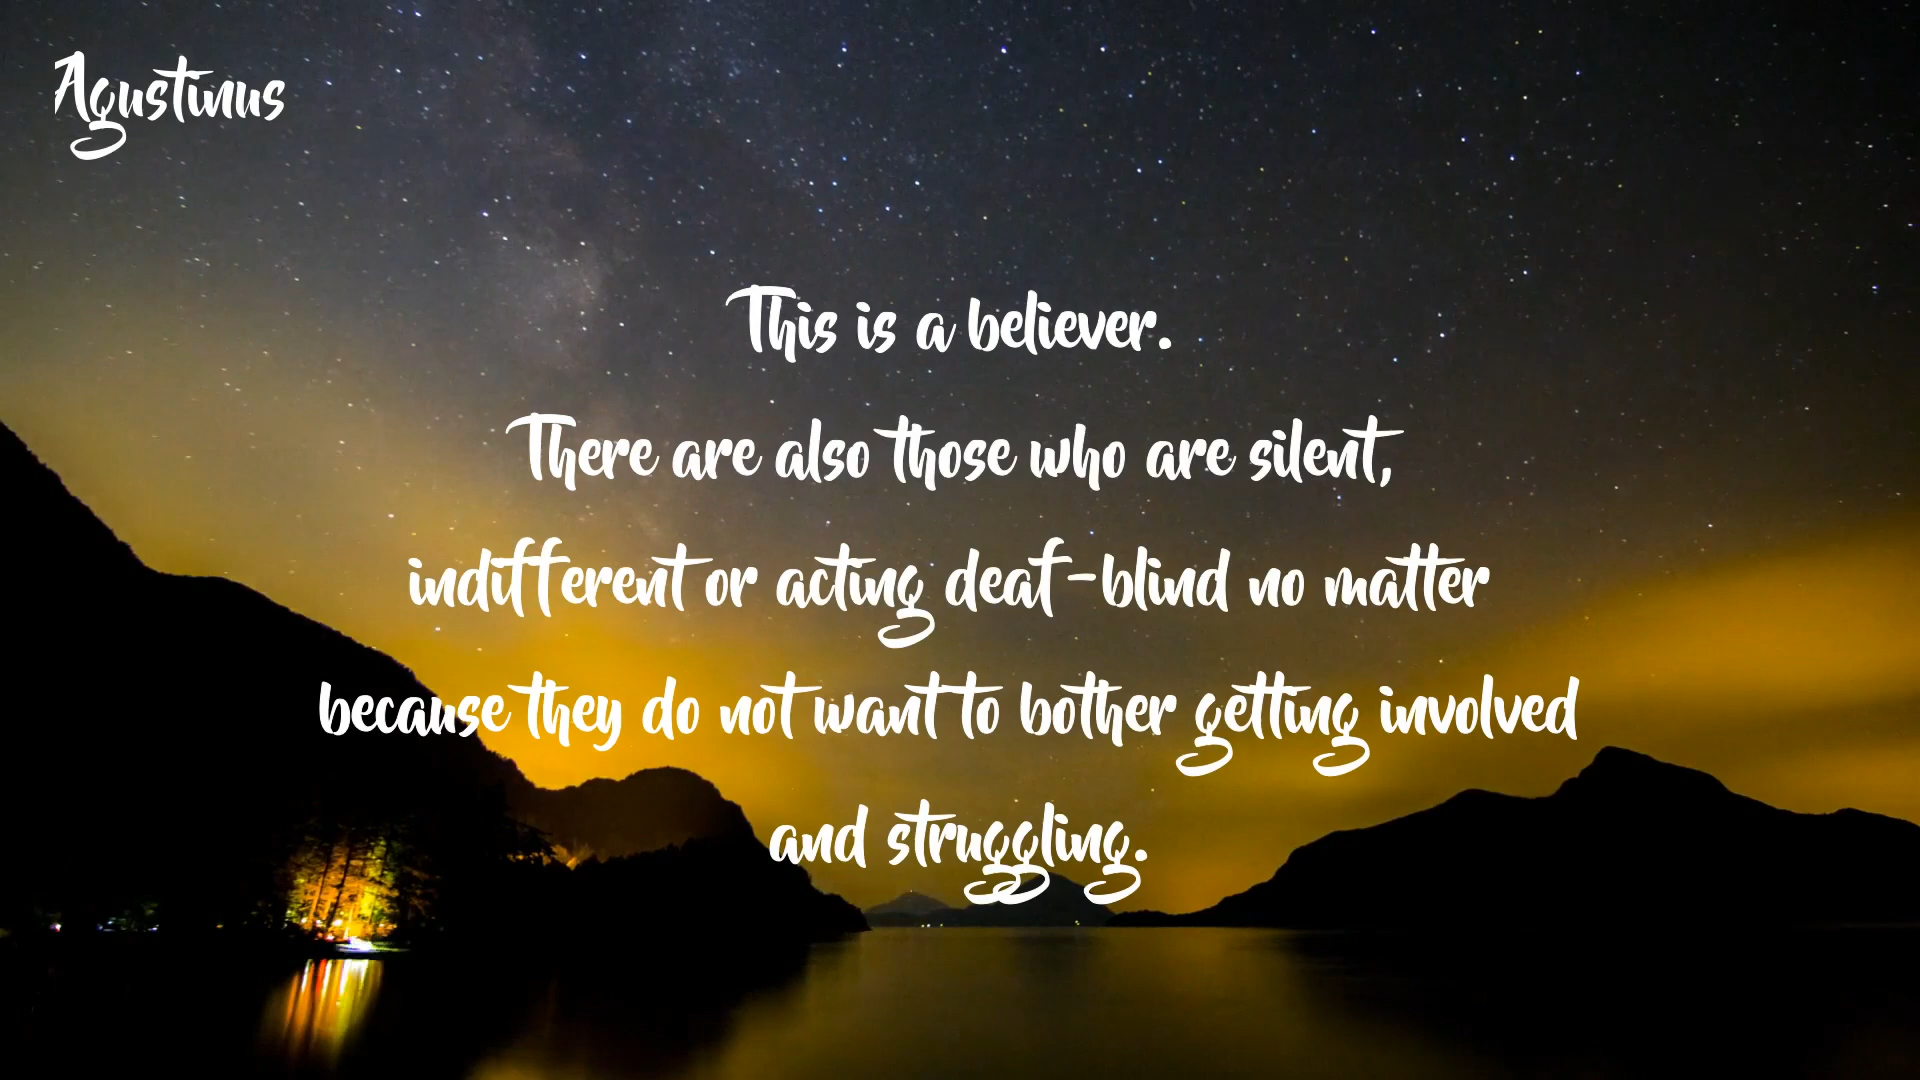 Agustinus
This is a believer.
There are also those who are silent,
indifferent or acting deaf-blind no matter
because they do not want to bother getting involved
and struggling.